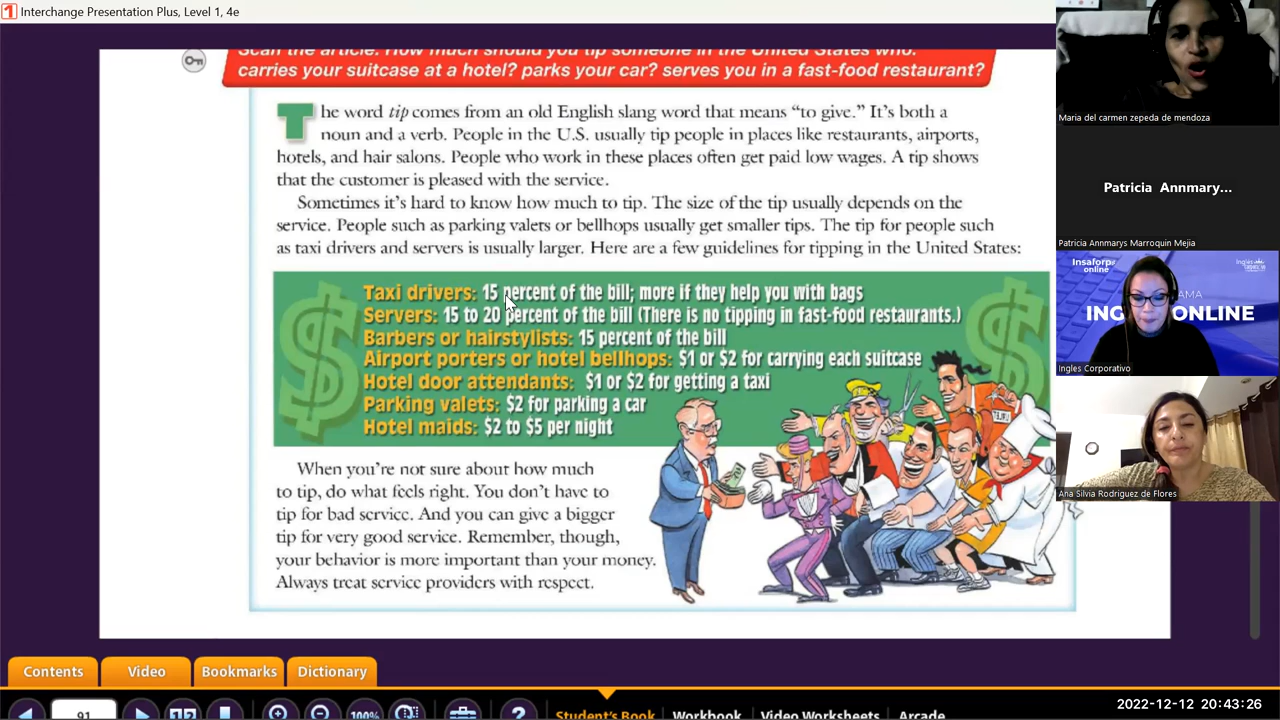 Interchange Presentation Plus, Level 1, 4e
Scan the article. How much should you tip someone in the United States who:
carries your suitcase at a hotel? parks your car? serves you in a fast-food restaurant?
The word tip comes from an old English slang word that means “to give.” It’s both a
noun and a verb. People in the U.S. usually tip people in places like restaurants, airports,
hotels, and hair salons. People who work in these places often get paid low wages. A tip shows
that the customer is pleased with the service.
Sometimes it’s hard to know how much to tip. The size of the tip usually depends on the
service. People such as parking valets or bellhops usually get smaller tips. The tip for people such
as taxi drivers and servers is usually larger. Here are a few guidelines for tipping in the United States:
Taxi drivers: 15 percent of the bill; more if they help you with bags
Servers: 15 to 20 percent of the bill (There is no tipping in fast-food restaurants.)
Barbers or hairstylists: 15 percent of the bill
Airport porters or hotel bellhops: $1 or $2 for carrying each suitcase
Hotel door attendants: $1 or $2 for getting a taxi
Parking valets: $2 for parking a car
Hotel maids: $2 to $5 per night
When you’re not sure about how much
to tip, do what feels right. You don’t have to
tip for bad service. And you can give a bigger
tip for very good service. Remember, though,
your behavior is more important than your money.
Always treat service providers with respect.
Maria del carmen zepeda de mendoza
Patricia Annmary...
Patricia Annmarys Marroquin Mejia
Insaforp
online
INGL ONLINE
Ingles Corporativo
Ana Silvia Rodriguez de Flores
Contents
Video
Bookmarks
Dictionary
91
100%
?
Student's Book
Workbook
Video Worksheets
Arcade
2022-12-12 20:43:26